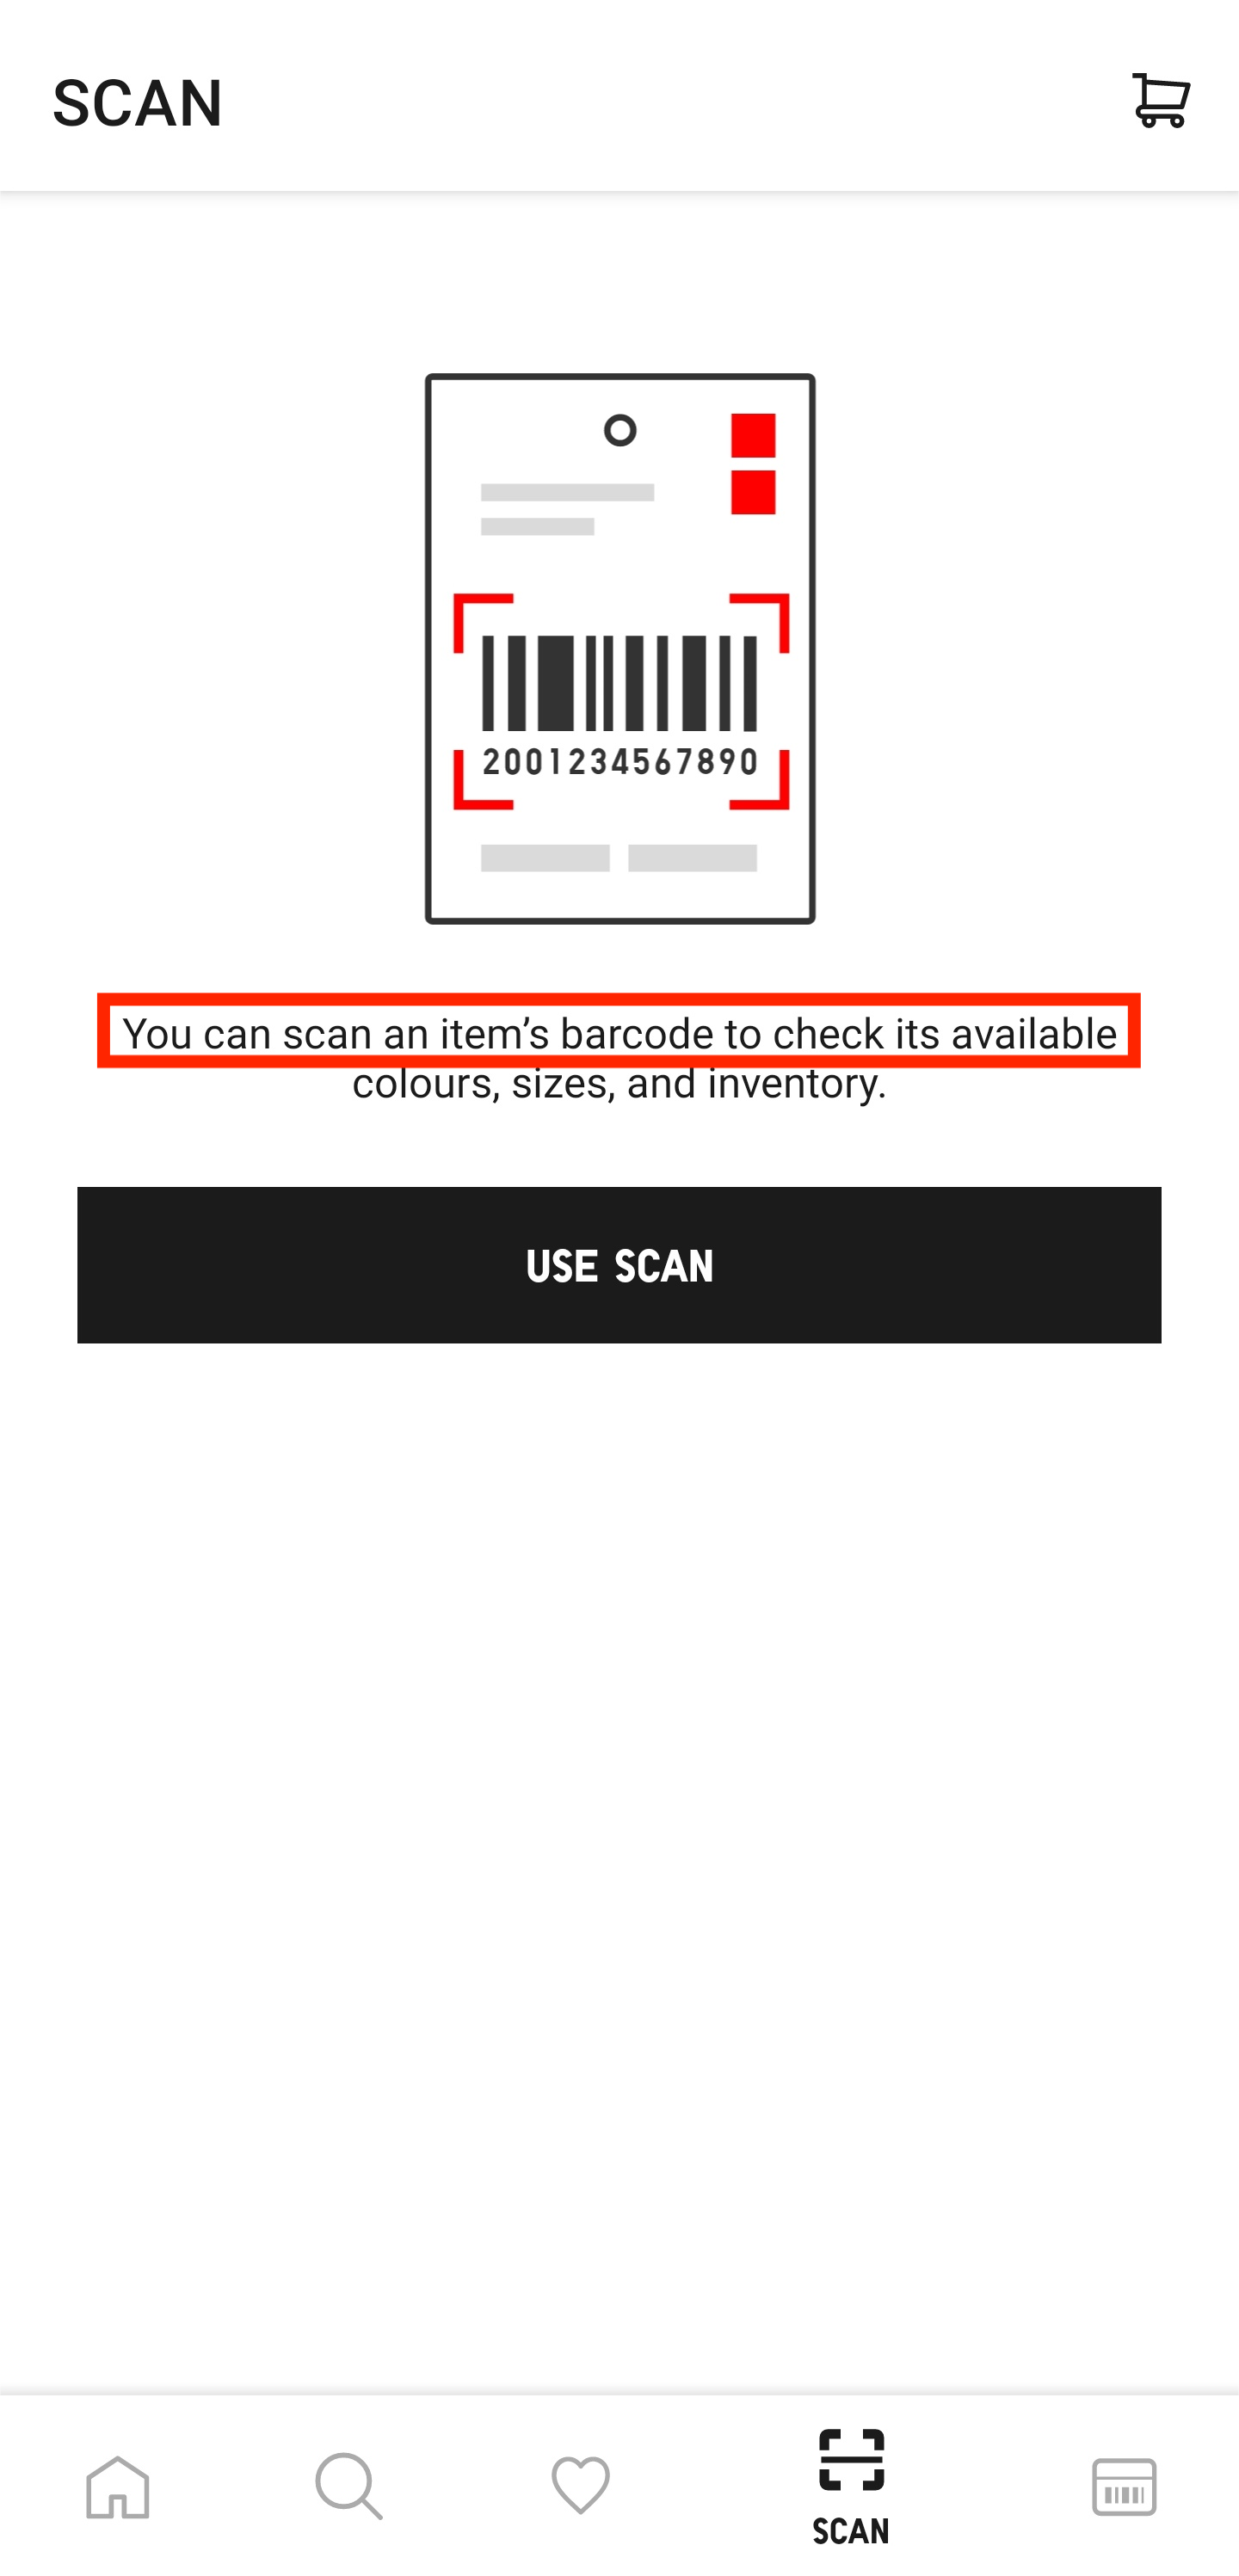 SCAN
2001234567890
You can scan an item’s barcode to check its available
colours, sizes, and inventory.
USE SCAN
SCAN